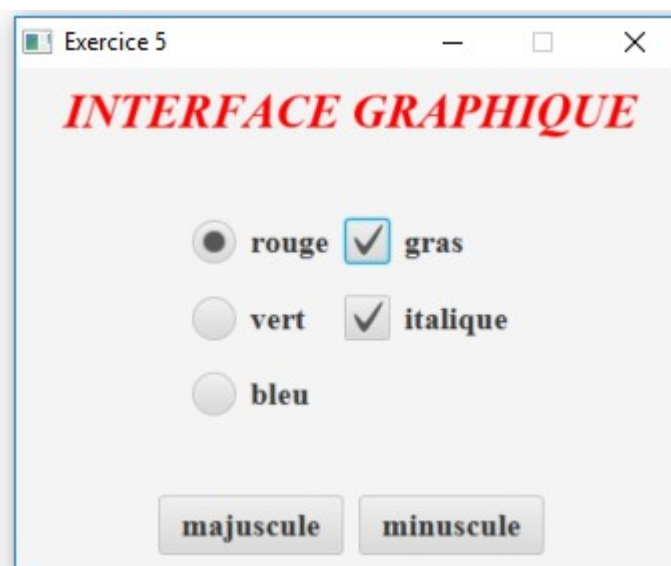 Exercice 5
INTERFACE GRAPHIQUE
rouge gras
vert italique
bleu
majuscule minuscule